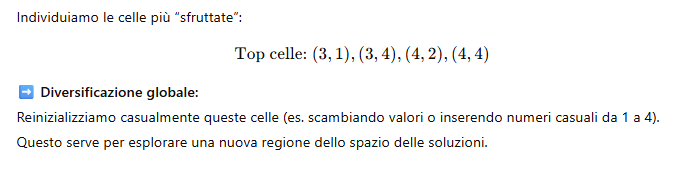 Individuiamo le celle più “sfruttate”:
Top celle: (3, 1), (3, 4), (4, 2), (4, 4)
➡️ Diversificazione globale:
Reinizializziamo casualmente queste celle (es. scambiando valori o inserendo numeri casuali da 1 a 4).
Questo serve per esplorare una nuova regione dello spazio delle soluzioni.